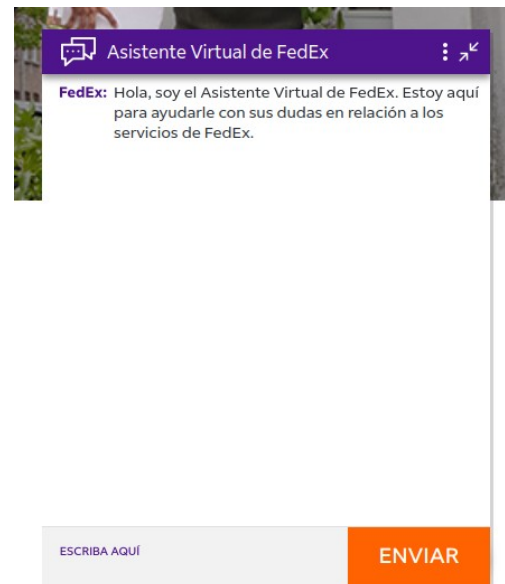 Asistente Virtual de FedEx
FedEx: Hola, soy el Asistente Virtual de FedEx. Estoy aquí
para ayudarle con sus dudas en relación a los
servicios de FedEx.
ESCRIBA AQUÍ
ENVIAR